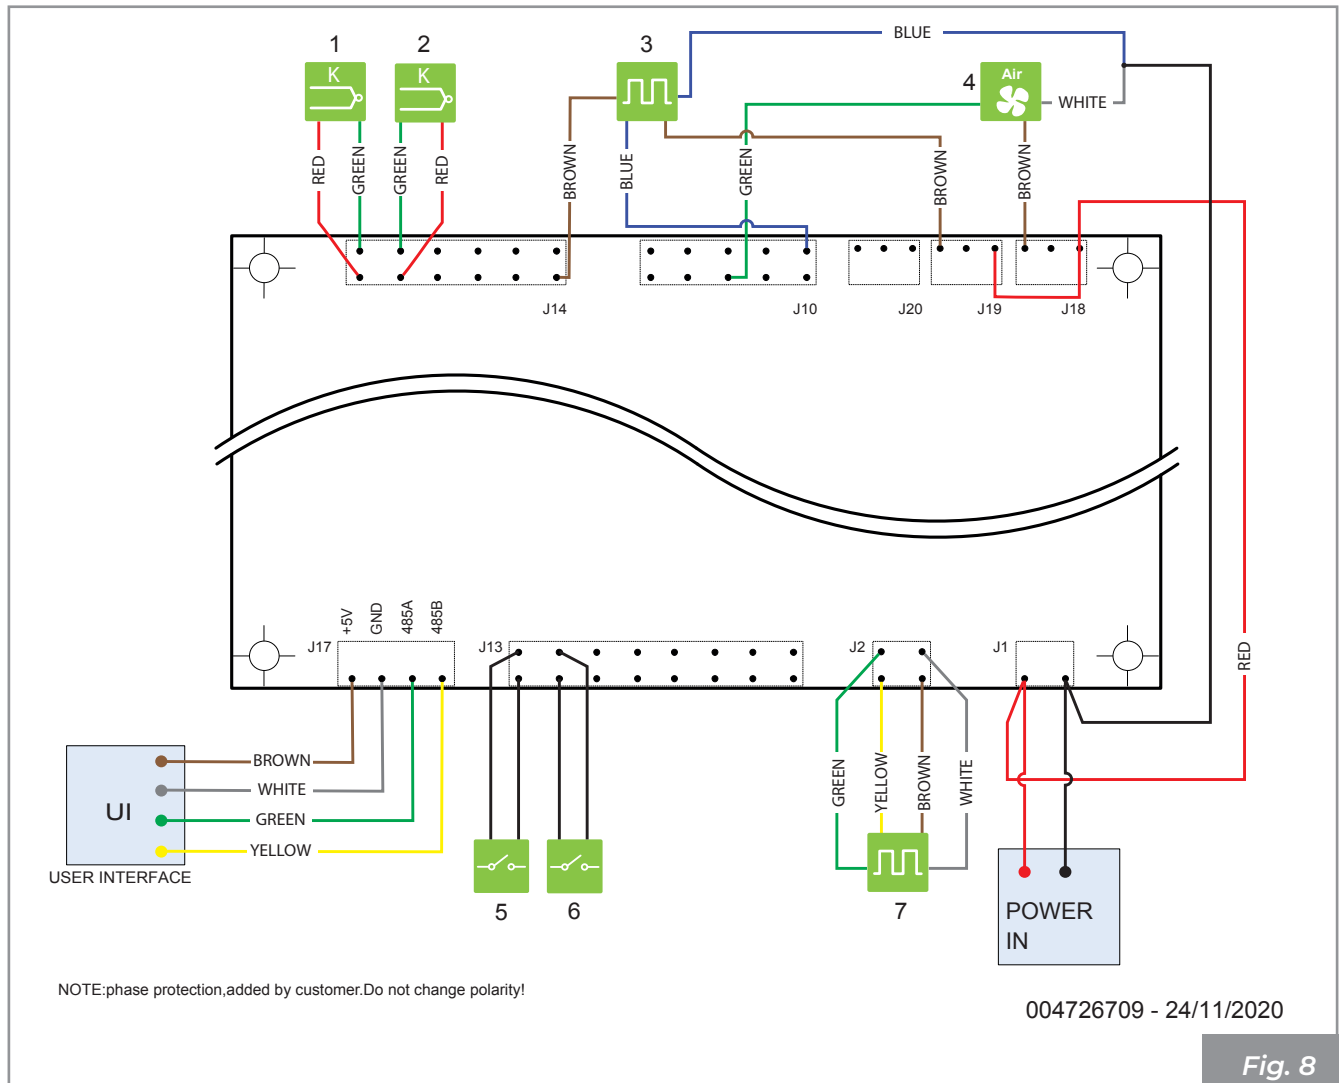 BLUE
1
2
3
4
K
K
Air
WHITE
RED
GREEN
GREEN
RED
BROWN
BLUE
GREEN
BROWN
BROWN
J14
J10
J20
J19
J18
J17
+5V
GND
485A
485B
J13
J2
J1
RED
BROWN
WHITE
GREEN
YELLOW
UI
USER INTERFACE
GREEN
YELLOW
BROWN
WHITE
5
6
7
POWER
IN
NOTE:phase protection,added by customer.Do not change polarity!
004726709 - 24/11/2020
Fig. 8